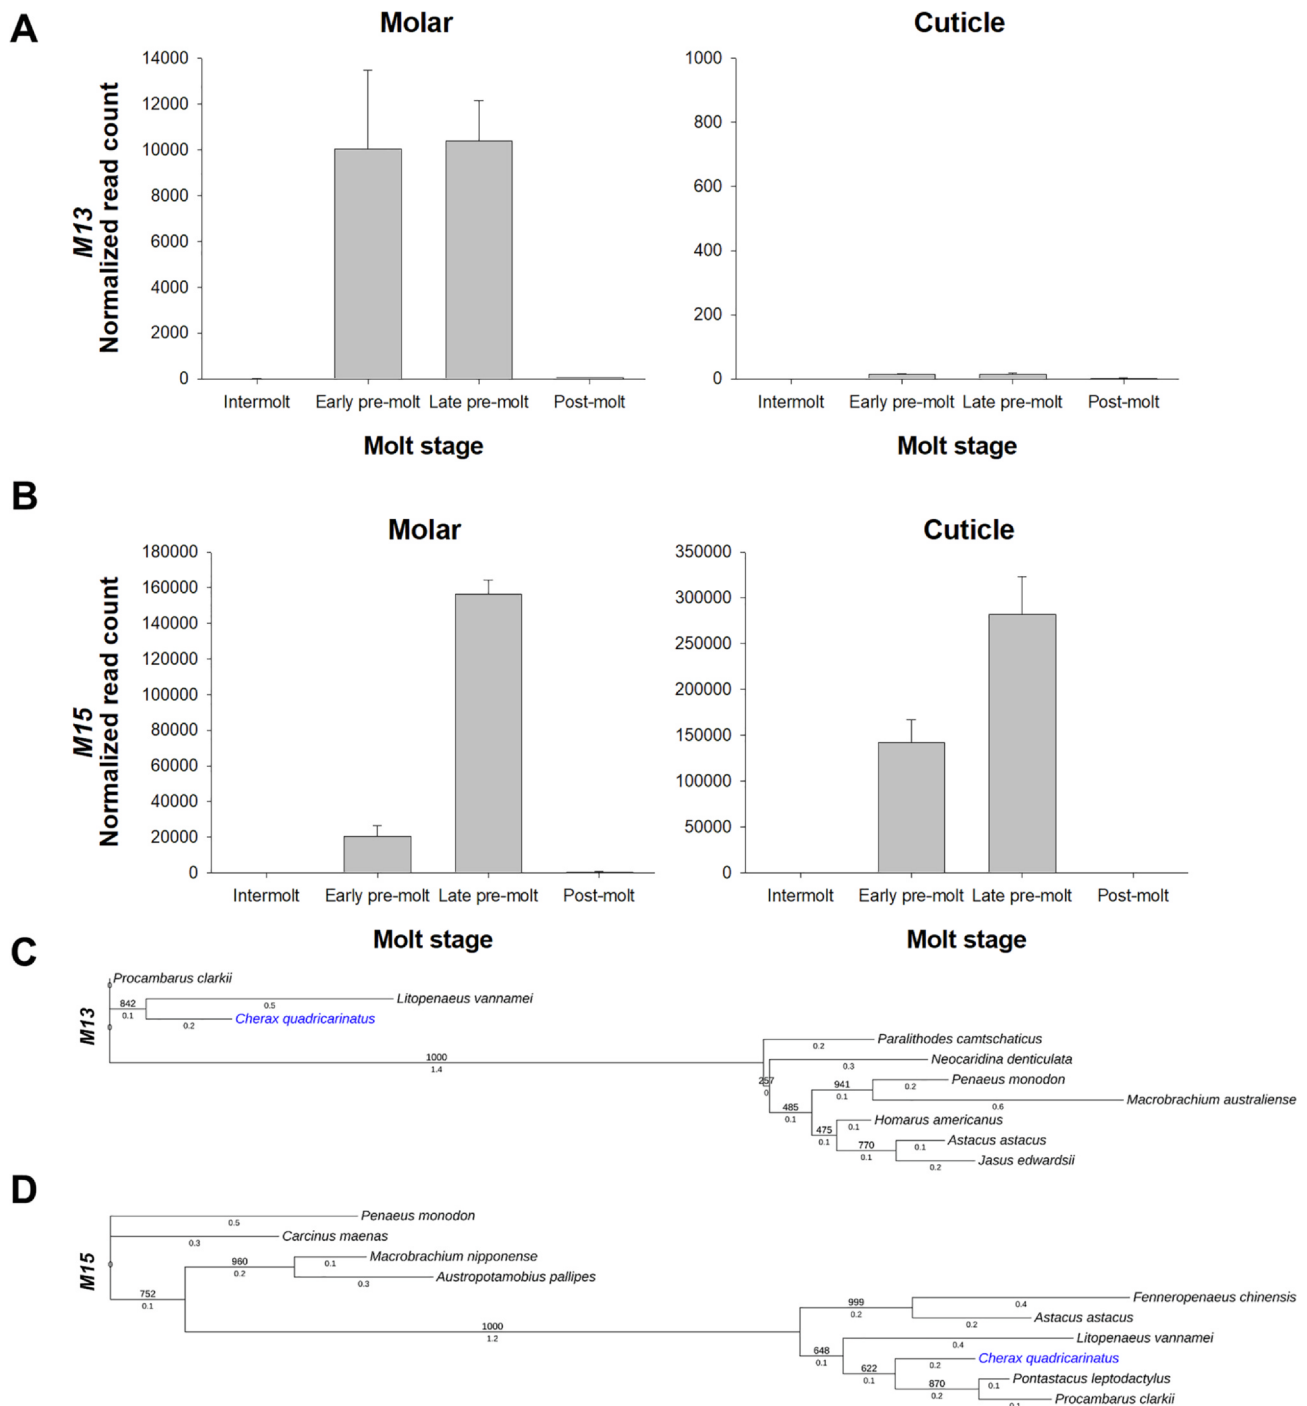 A
Molar
Cuticle
M13
Normalized read count
14000
12000
10000
8000
6000
4000
2000
0
1000
800
600
400
200
0
Intermolt Early pre-molt Late pre-molt Post-molt
Intermolt Early pre-molt Late pre-molt Post-molt
Molt stage
Molt stage
B
Molar
Cuticle
M15
Normalized read count
180000
160000
140000
120000
100000
80000
60000
40000
20000
0
350000
300000
250000
200000
150000
100000
50000
0
Intermolt Early pre-molt Late pre-molt Post-molt
Intermolt Early pre-molt Late pre-molt Post-molt
Molt stage
Molt stage
C
M13
Procambarus clarkii
0
842
0.1
0.5
Litopenaeus vannamei
0.2
Cherax quadricarinatus
0
1000
1.4
0.2
Paralithodes camtschaticus
0.3
Neocaridina denticulata
257
0
941
0.1
0.2
Penaeus monodon
0.6
Macrobrachium australiense
485
0.1
0.1
Homarus americanus
475
0.1
770
0.1
0.1
Astacus astacus
0.2
Jasus edwardsii
D
M15
0.5
Penaeus monodon
0.3
Carcinus maenas
0
960
0.2
0.1
Macrobrachium nipponense
0.3
Austropotamobius pallipes
752
0.1
1000
1.2
999
0.2
0.4
Fenneropenaeus chinensis
0.2
Astacus astacus
0.4
Litopenaeus vannamei
648
0.1
0.2
Cherax quadricarinatus
622
0.1
870
0.2
0.1
Pontastacus leptodactylus
0.1
Procambarus clarkii